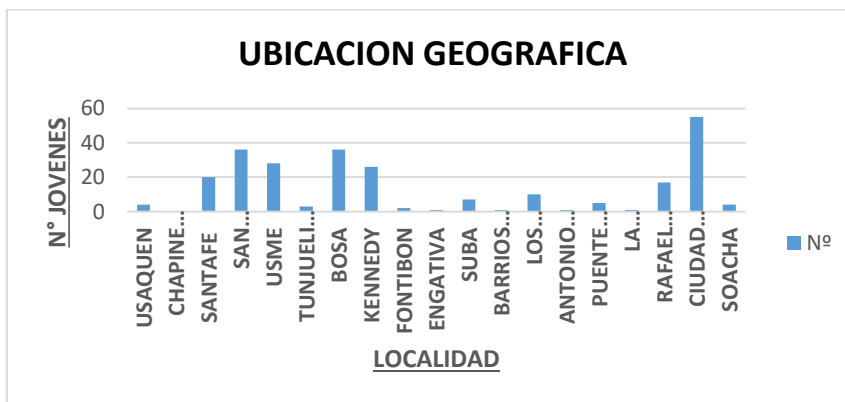 UBICACION GEOGRAFICA
N° JOVENES
60
40
20
0
USAQUEN
CHAPINE...
SANTAFE
SAN...
USME
TUNJUELI...
BOSA
KENNEDY
FONTIBON
ENGATIVA
SUBA
BARRIOS...
LOS...
ANTONIO...
PUENTE...
LA...
RAFAEL...
CIUDAD...
SOACHA
LOCALIDAD
Nº